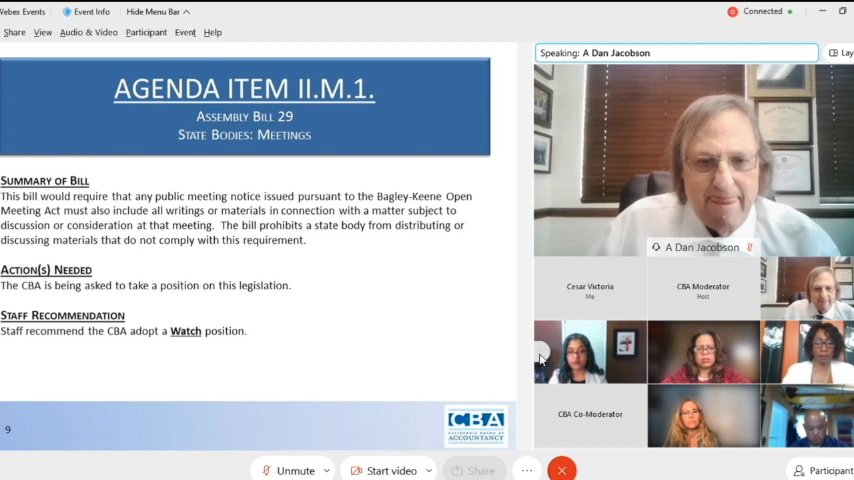 Webex Events
Event Info
Hide Menu Bar
Connected
Share View Audio & Video Participant Event Help
Speaking: A Dan Jacobson
Lay
AGENDA ITEM II.M.1.
ASSEMBLY BILL 29
STATE BODIES: MEETINGS
SUMMARY OF BILL
This bill would require that any public meeting notice issued pursuant to the Bagley-Keene Open
Meeting Act must also include all writings or materials in connection with a matter subject to
discussion or consideration at that meeting. The bill prohibits a state body from distributing or
discussing materials that do not comply with this requirement.
ACTION(S) NEEDED
The CBA is being asked to take a position on this legislation.
STAFF RECOMMENDATION
Staff recommend the CBA adopt a Watch position.
9
CBA
CALIFORNIA BOARD OF
ACCOUNTANCY
A Dan Jacobson
Cesar Victoria
Me
CBA Moderator
Host
CBA Co-Moderator
Unmute
Start video
Share
Participant